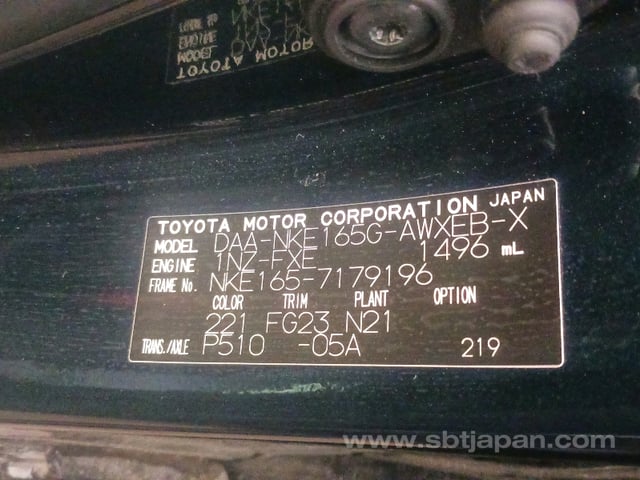 TOYOTA MOTOR CORPORATION JAPAN
MODEL DAA-NKE165G-AWXEB-X
ENGINE 1NZ-FXE 1496 mL
FRAME No. NKE165-7179196
COLOR TRIM PLANT OPTION
221 FG23 N21
TRANS./AXLE P510 -05A 219
www.sbtjapan.com